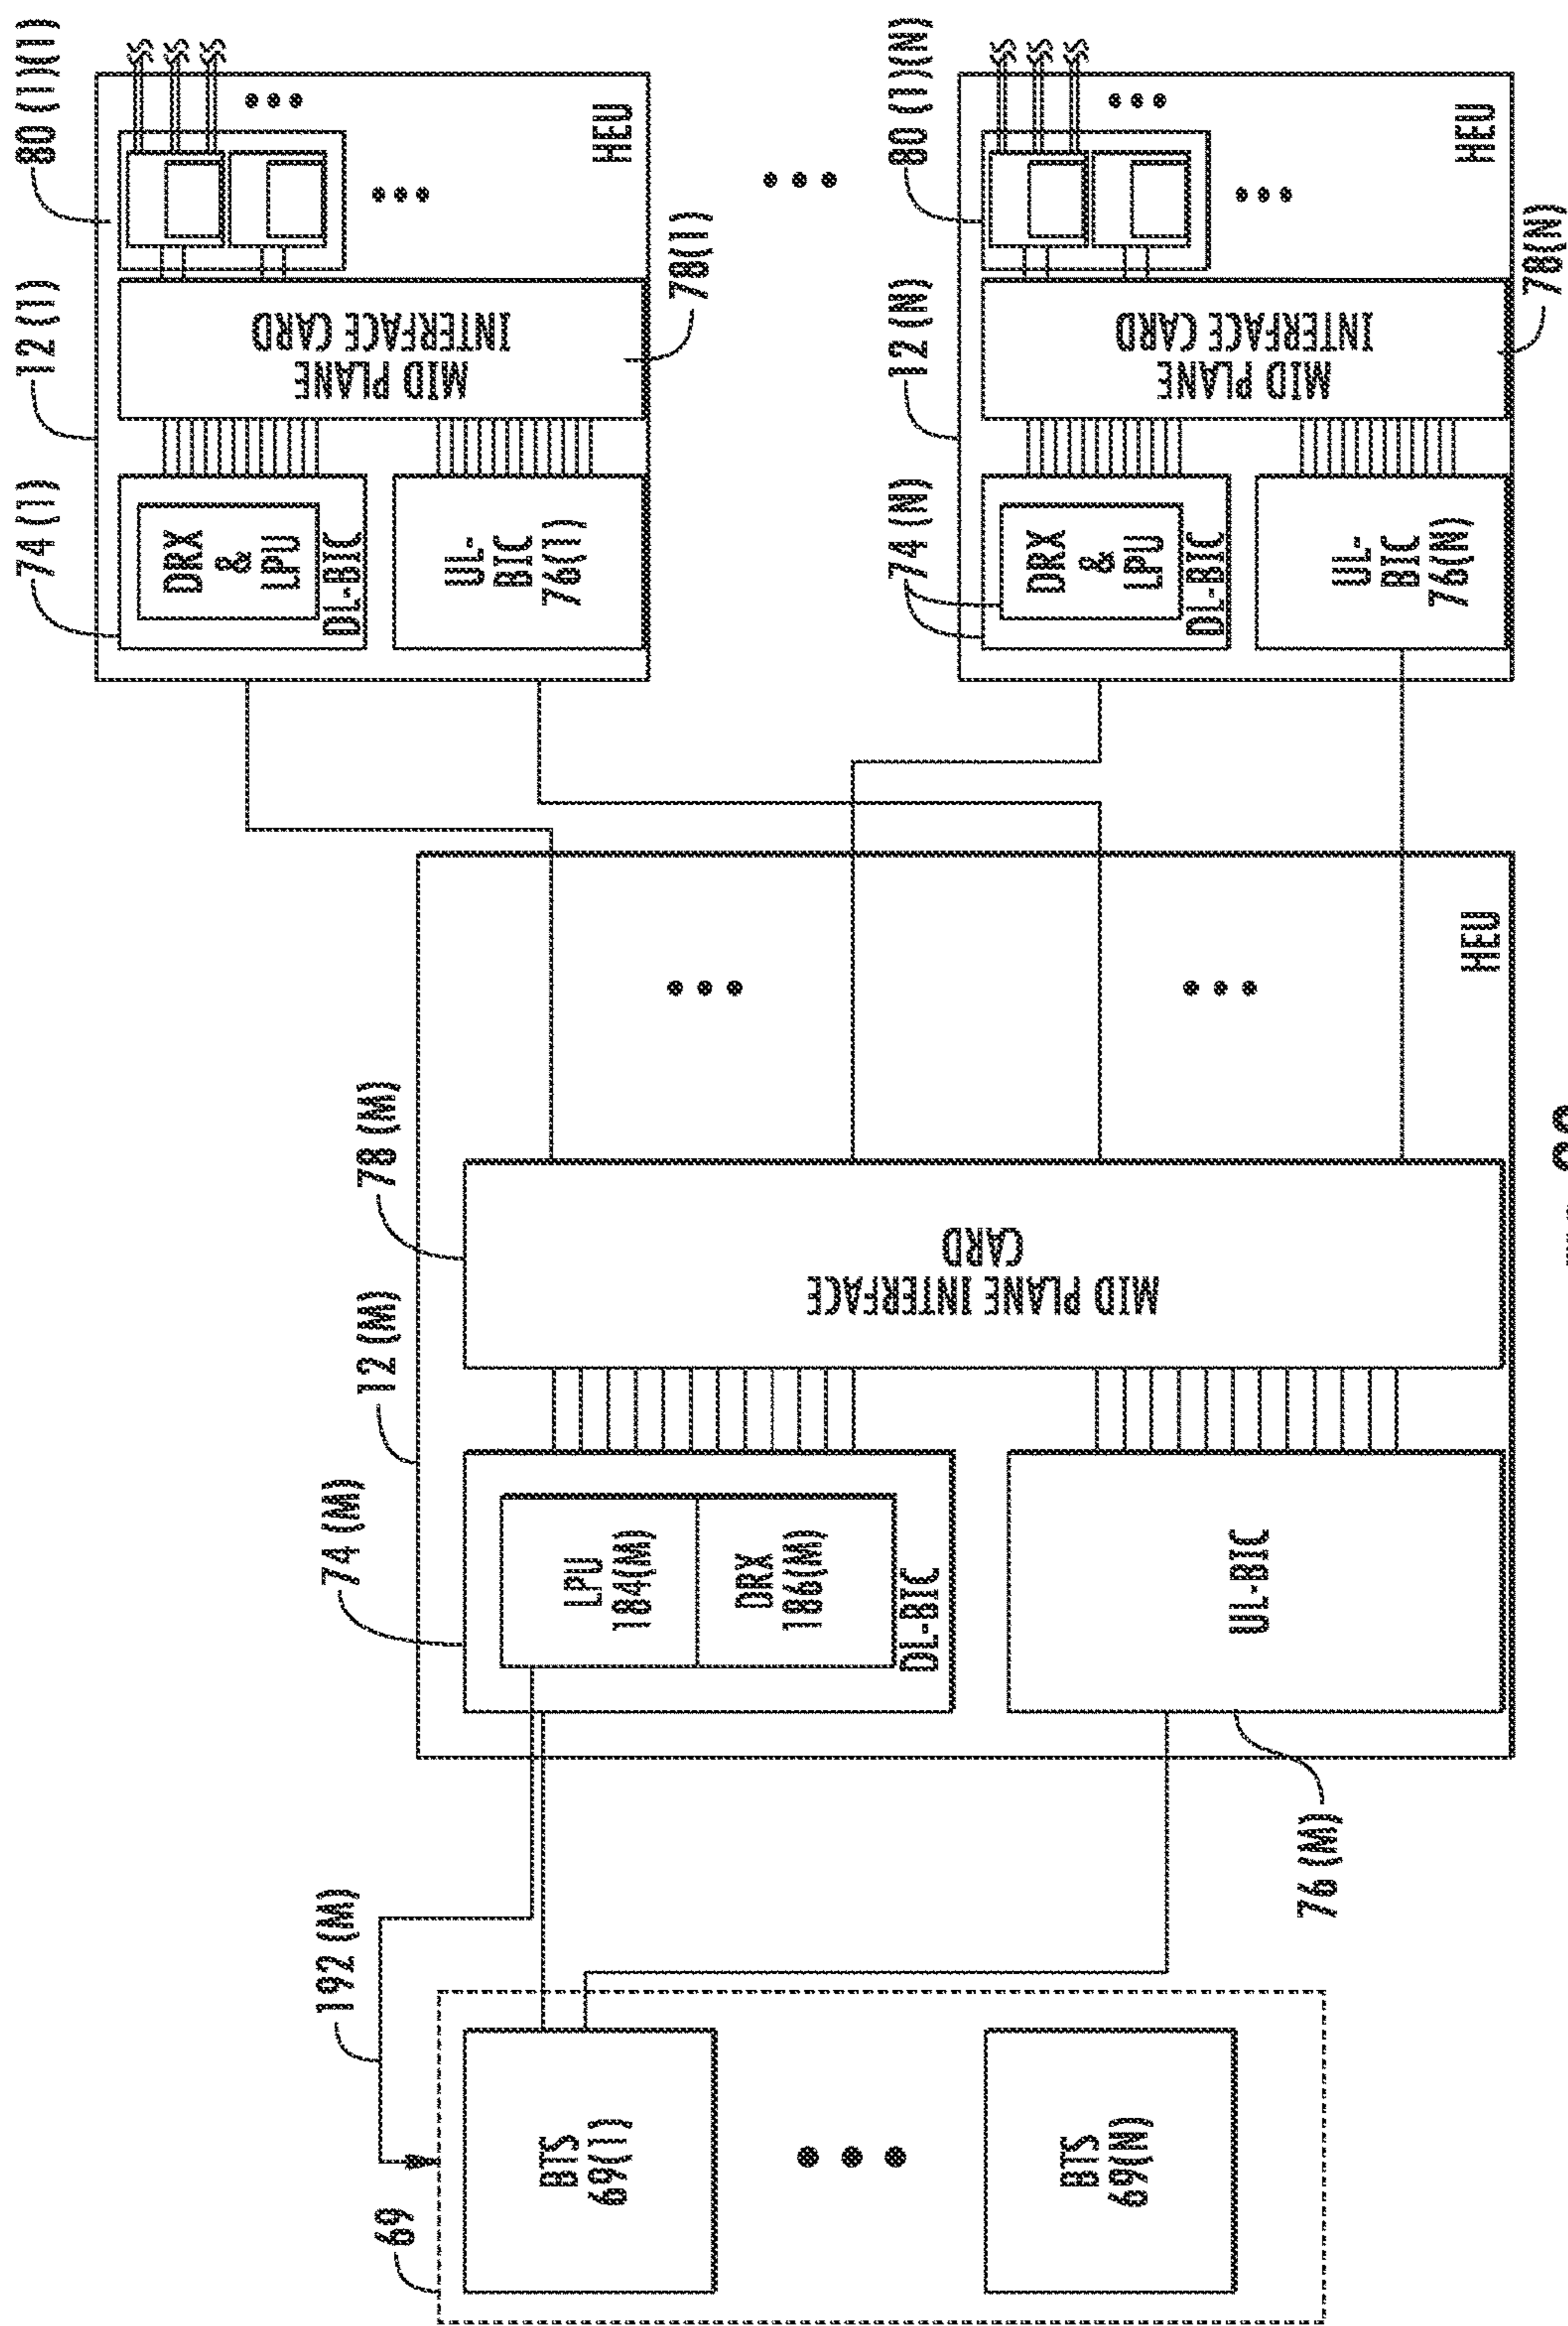 69
192 (M)
BTS
69(1)
BTS
69(N)
74 (M)
12 (M)
78 (M)
LPU
184(M)
DRX
186(M)
DL-BIC
UL-BIC
76 (M)
MID PLANE INTERFACE
CARD
HEU
74 (1)
12 (1)
80 (1)(1)
DRX
&
LPU
DL-BIC
UL-
BIC
76(1)
MID PLANE
INTERFACE CARD
78(1)
HEU
74 (N)
12 (N)
80 (1)(N)
DRX
&
LPU
DL-BIC
UL-
BIC
76(N)
MID PLANE
INTERFACE CARD
78(N)
HEU